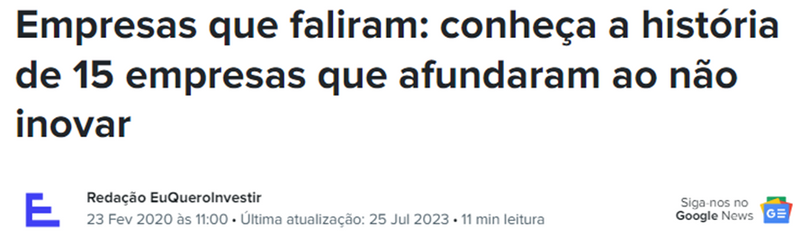 Empresas que faliram: conheça a história
de 15 empresas que afundaram ao não
inovar
Redação EuQueroInvestir
23 Fev 2020 às 11:00 • Última atualização: 25 Jul 2023 • 11 min leitura
Siga-nos no
Google News
GE